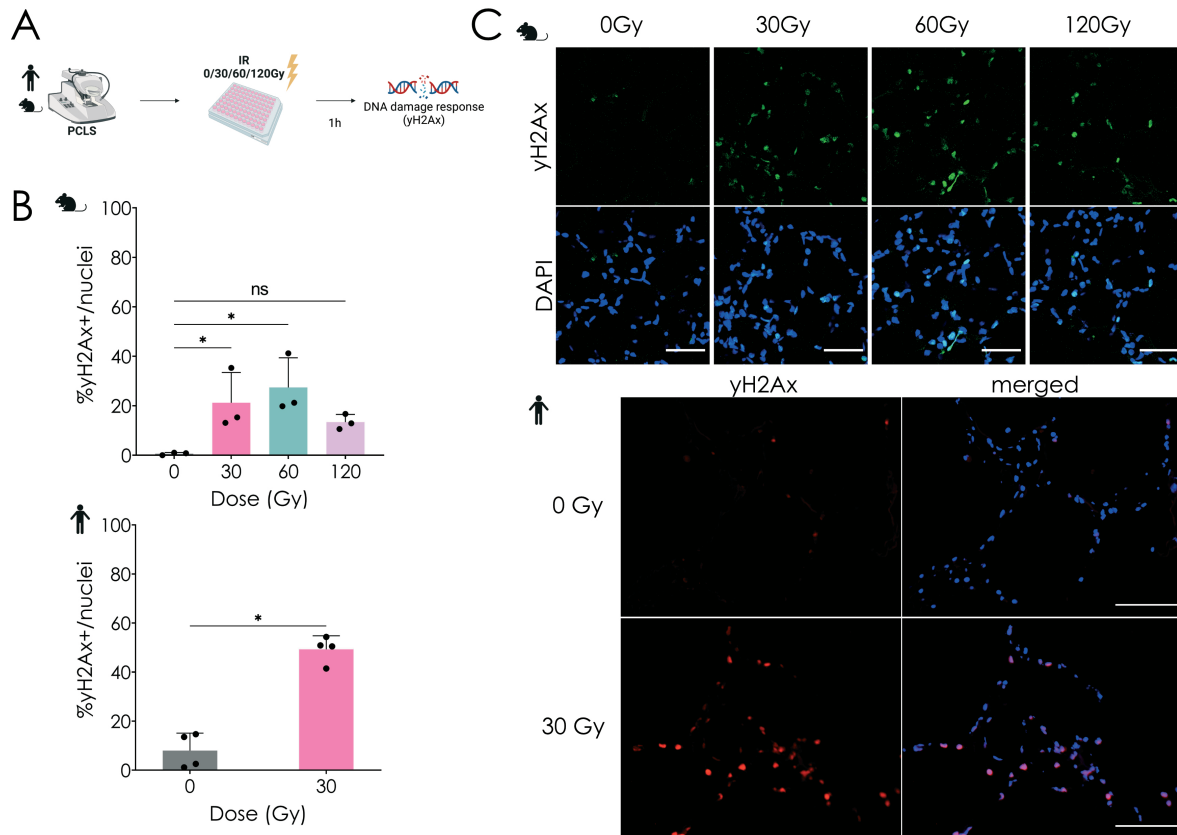 A
IR
0/30/60/120Gy
PCLS
1h
DNA damage response
(yH2Ax)
B
%yH2Ax+/nuclei
100
80
60
40
20
0
ns
*
*
0 30 60 120
Dose (Gy)
%yH2Ax+/nuclei
100
80
60
40
20
0
*
0 30
Dose (Gy)
C
0Gy 30Gy 60Gy 120Gy
yH2Ax
DAPI
yH2Ax merged
0 Gy
30 Gy